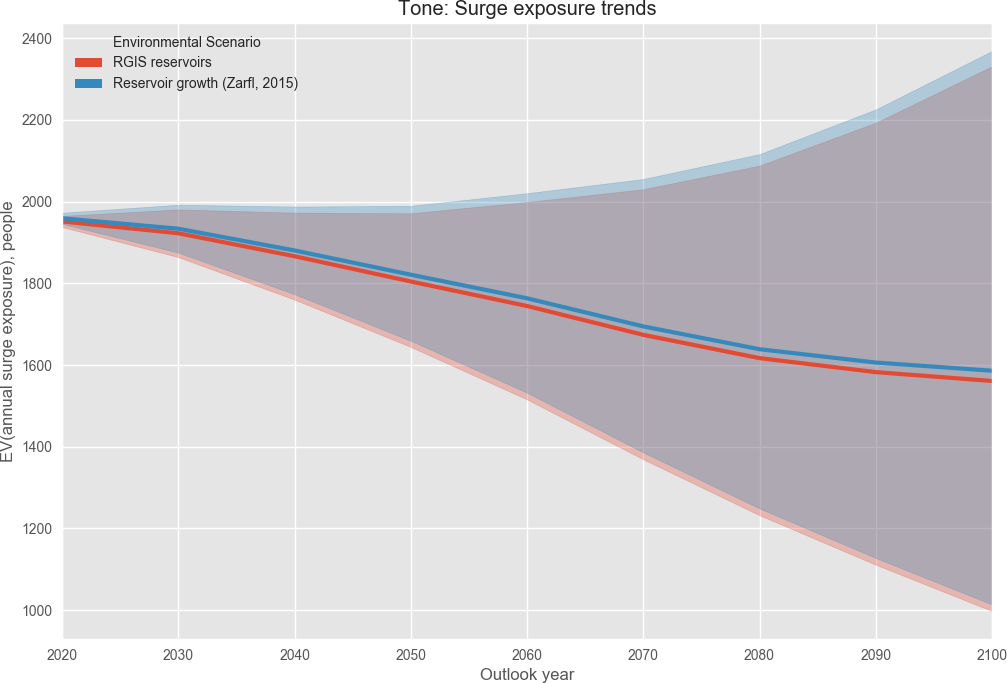 Tone: Surge exposure trends
Environmental Scenario
RGIS reservoirs
Reservoir growth (Zarfl, 2015)
EV(annual surge exposure), people
2400
2200
2000
1800
1600
1400
1200
1000
2020 2030 2040 2050 2060 2070 2080 2090 2100
Outlook year